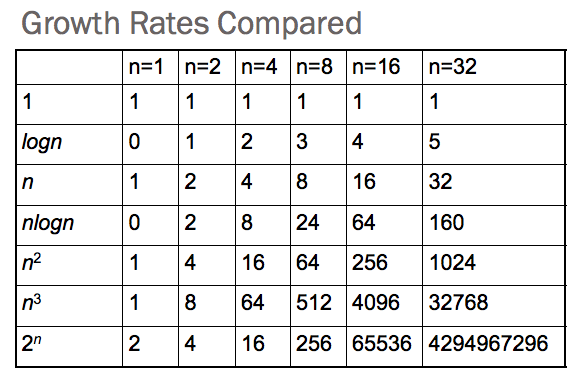 Growth Rates Compared
n=1 n=2 n=4 n=8 n=16 n=32
1 1 1 1 1 1 1
logn 0 1 2 3 4 5
n 1 2 4 8 16 32
nlogn 0 2 8 24 64 160
n² 1 4 16 64 256 1024
n³ 1 8 64 512 4096 32768
2ⁿ 2 4 16 256 65536 4294967296